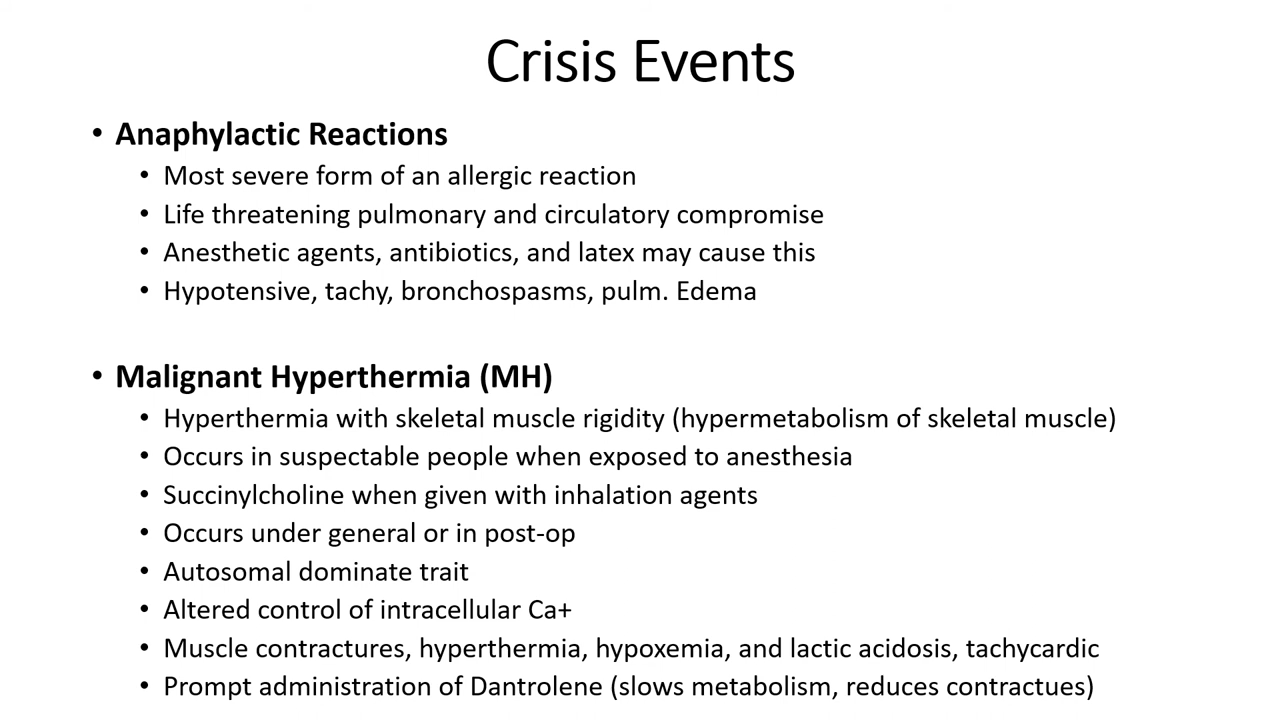 Crisis Events
• Anaphylactic Reactions
• Most severe form of an allergic reaction
• Life threatening pulmonary and circulatory compromise
• Anesthetic agents, antibiotics, and latex may cause this
• Hypotensive, tachy, bronchospasms, pulm. Edema
• Malignant Hyperthermia (MH)
• Hyperthermia with skeletal muscle rigidity (hypermetabolism of skeletal muscle)
• Occurs in suspectable people when exposed to anesthesia
• Succinylcholine when given with inhalation agents
• Occurs under general or in post-op
• Autosomal dominate trait
• Altered control of intracellular Ca+
• Muscle contractures, hyperthermia, hypoxemia, and lactic acidosis, tachycardic
• Prompt administration of Dantrolene (slows metabolism, reduces contractues)